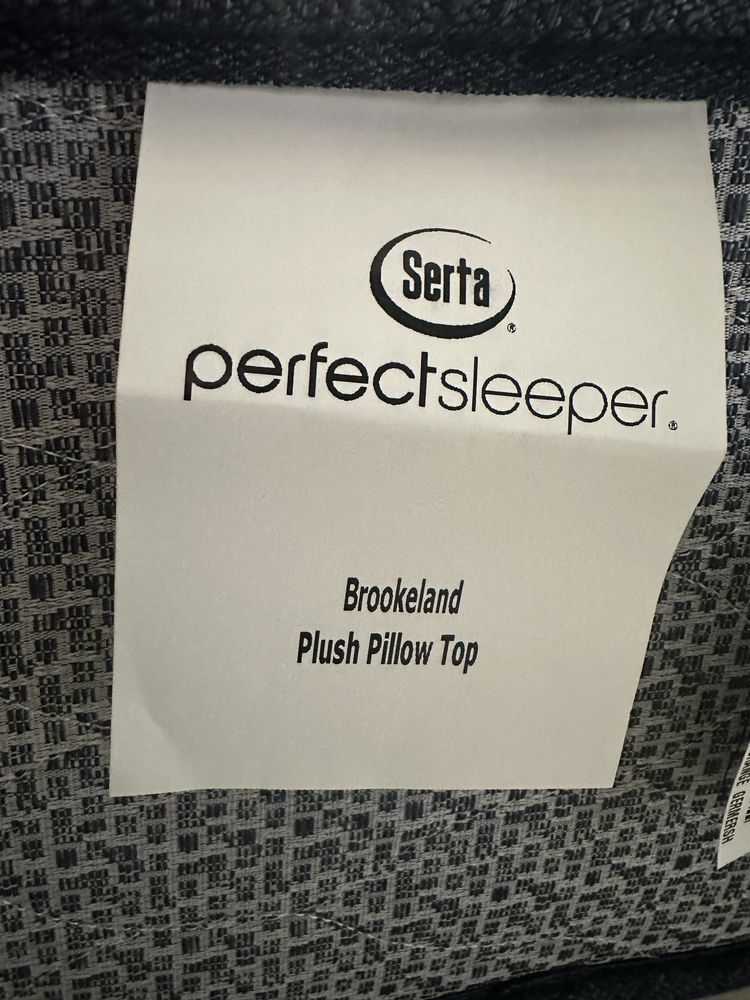 Serta®
perfectsleeper®
Brookeland
Plush Pillow Top